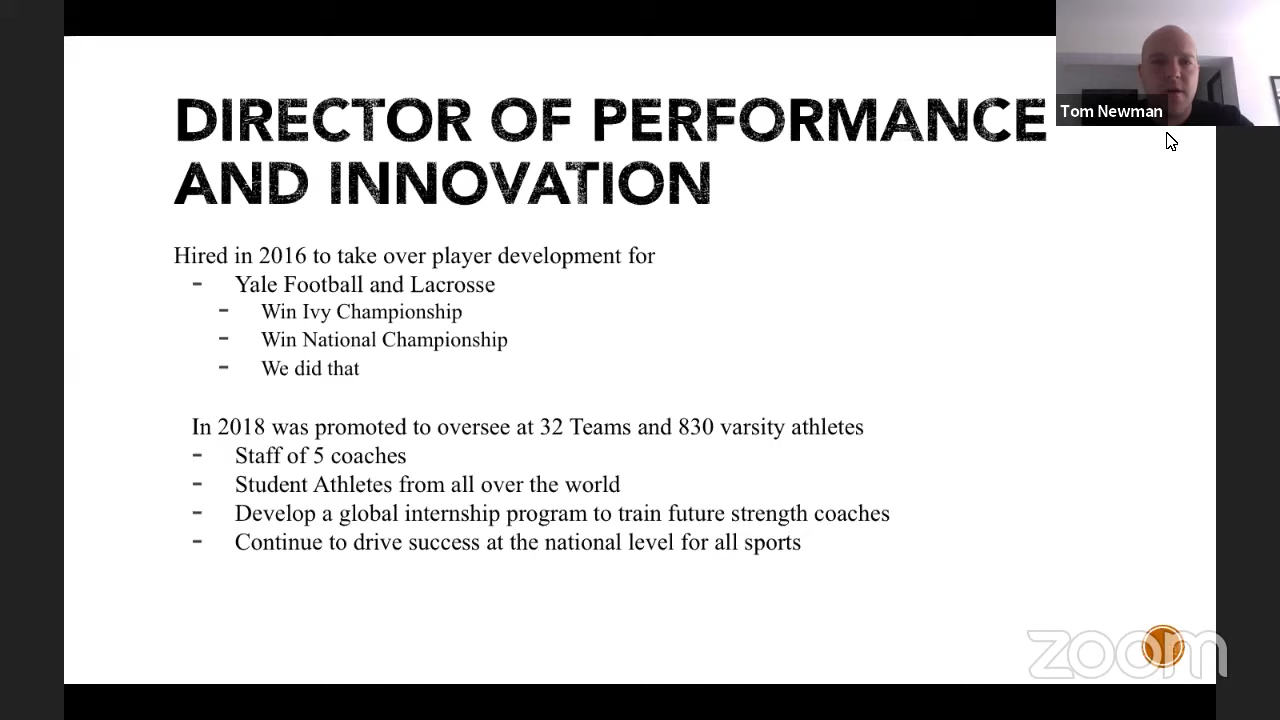 DIRECTOR OF PERFORMANCE
AND INNOVATION
Tom Newman
Hired in 2016 to take over player development for
- Yale Football and Lacrosse
- Win Ivy Championship
- Win National Championship
- We did that
In 2018 was promoted to oversee at 32 Teams and 830 varsity athletes
- Staff of 5 coaches
- Student Athletes from all over the world
- Develop a global internship program to train future strength coaches
- Continue to drive success at the national level for all sports
zoom